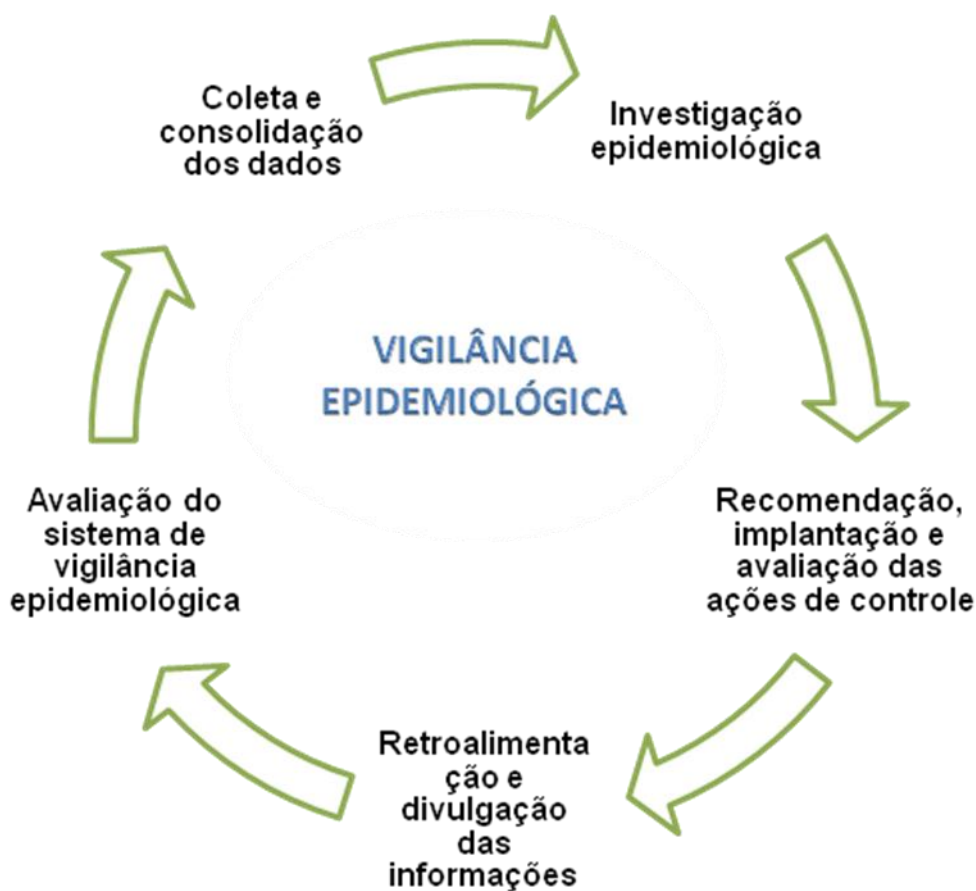 Coleta e
consolidação
dos dados
Investigação
epidemiológica
VIGILÂNCIA
EPIDEMIOLÓGICA
Recomendação,
implantação e
avaliação das
ações de controle
Retroalimenta
ção e
divulgação
das
informações
Avaliação do
sistema de
vigilância
epidemiológica